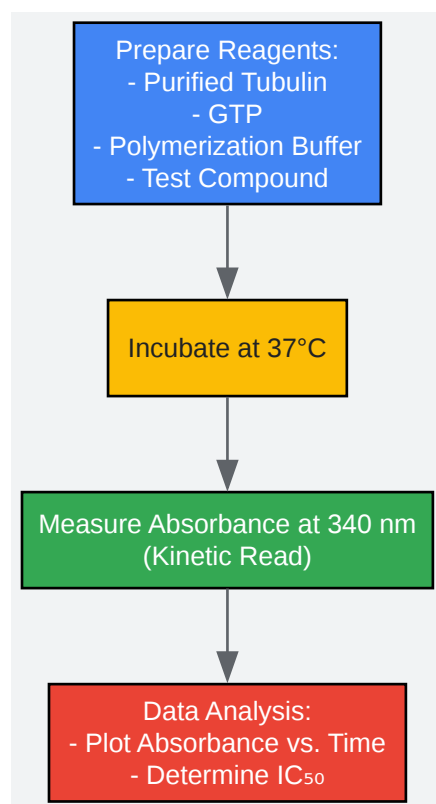 Prepare Reagents:
- Purified Tubulin
- GTP
- Polymerization Buffer
- Test Compound
Incubate at 37°C
Measure Absorbance at 340 nm
(Kinetic Read)
Data Analysis:
- Plot Absorbance vs. Time
- Determine IC₅₀